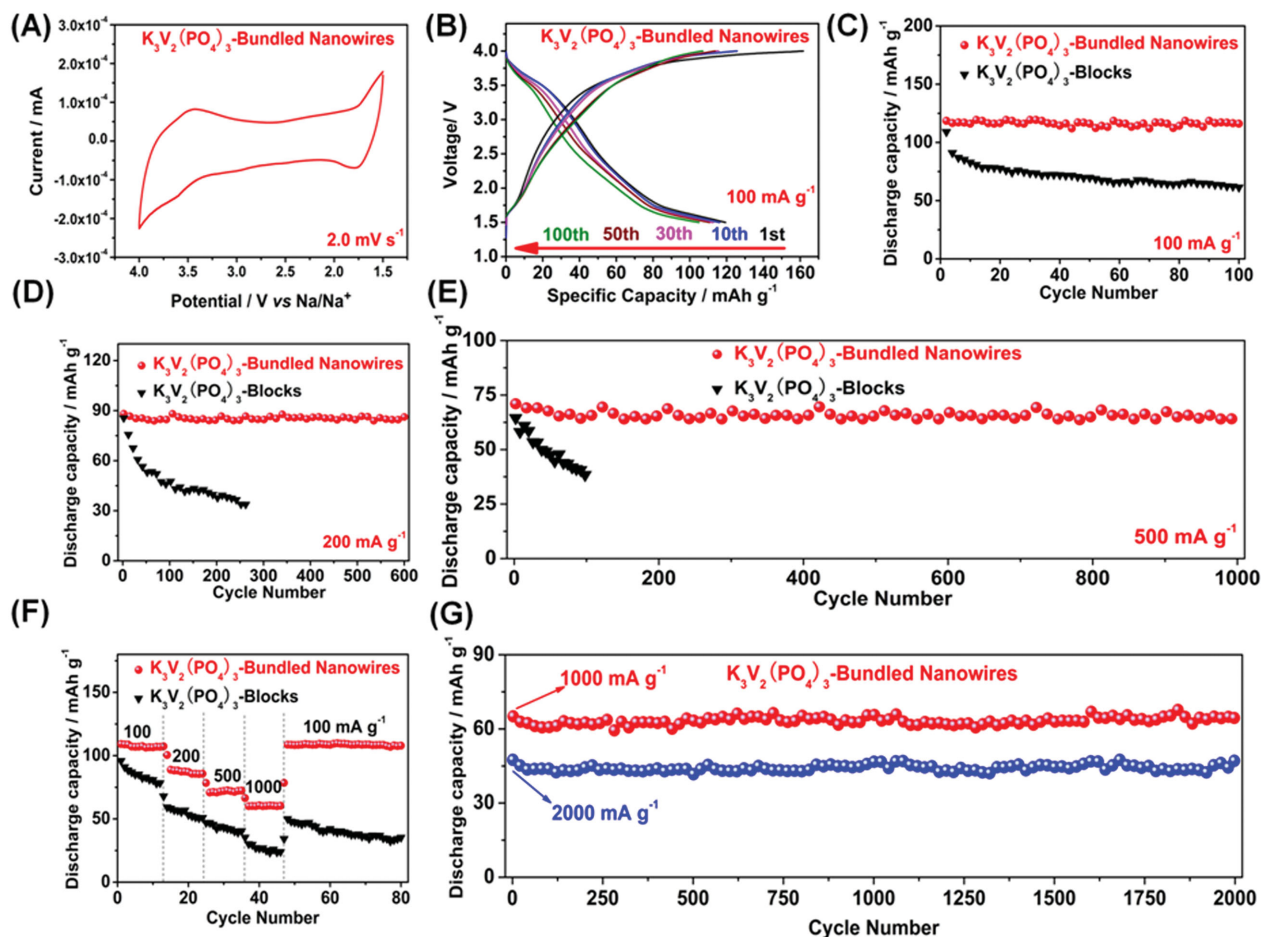 (A)
K₃V₂(PO₄)₃-Bundled Nanowires
3.0x10⁻⁴
2.0x10⁻⁴
1.0x10⁻⁴
0.0
-1.0x10⁻⁴
-2.0x10⁻⁴
-3.0x10⁻⁴
Current / mA
2.0 mV s⁻¹
4.0 3.5 3.0 2.5 2.0 1.5
Potential / V vs Na/Na⁺
(B)
K₃V₂(PO₄)₃-Bundled Nanowires
4.0
3.5
3.0
2.5
2.0
1.5
1.0
Voltage/ V
100 mA g⁻¹
100th 50th 30th 10th 1st
0 20 40 60 80 100 120 140 160
Specific Capacity / mAh g⁻¹
(C)
200
150
100
50
0
Discharge capacity / mAh g⁻¹
K₃V₂(PO₄)₃-Bundled Nanowires
K₃V₂(PO₄)₃-Blocks
100 mA g⁻¹
0 20 40 60 80 100
Cycle Number
(D)
120
90
60
30
0
Discharge capacity / mAh g⁻¹
K₃V₂(PO₄)₃-Bundled Nanowires
K₃V₂(PO₄)₃-Blocks
200 mA g⁻¹
0 100 200 300 400 500 600
Cycle Number
(E)
100
75
50
25
0
Discharge capacity / mAh g⁻¹
K₃V₂(PO₄)₃-Bundled Nanowires
K₃V₂(PO₄)₃-Blocks
500 mA g⁻¹
0 200 400 600 800 1000
Cycle Number
(F)
150
100
50
0
Discharge capacity / mAh g⁻¹
K₃V₂(PO₄)₃-Bundled Nanowires
K₃V₂(PO₄)₃-Blocks
100 200 500 1000 100 mA g⁻¹
0 20 40 60 80
Cycle Number
(G)
90
60
30
0
Discharge capacity / mAh g⁻¹
1000 mA g⁻¹
K₃V₂(PO₄)₃-Bundled Nanowires
2000 mA g⁻¹
0 250 500 750 1000 1250 1500 1750 2000
Cycle Number